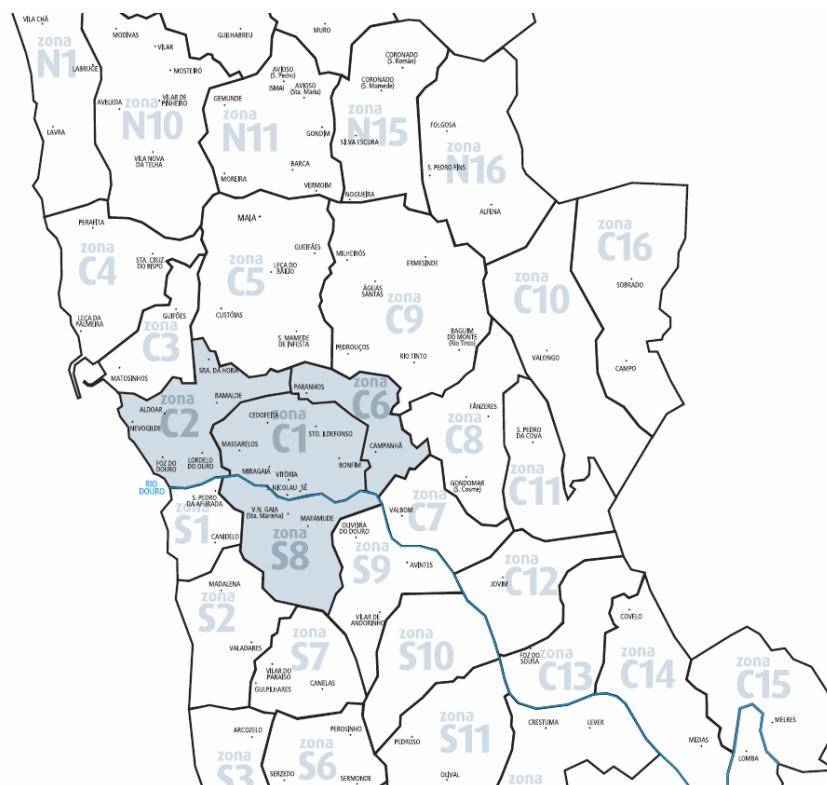 VILA CHÃ
zona
N1
LABRUGE
LAVRA
MODIVAS
VILAR
MOSTEIRÓ
AVELEDA
zona
N10
VILAR DE
PINHEIRO
VILA NOVA
DA TELHA
GUILHABREU
MURO
AVIOSO
(S. Pedro)
ISMAI
AVIOSO
(Sta. Maria)
GEMUNDE
zona
N11
GONDIM
BARCA
MOREIRA
VERMOIM
CORONADO
(S. Román)
CORONADO
(S. Mamede)
zona
N15
SILVA ESCURA
NOGUEIRA
FOLGOSA
zona
N16
S. PEDRO FINS
ALFENA
PERAFITA
zona
C4
STA. CRUZ
DO BISPO
LEÇA DA
PALMEIRA
GUIFÕES
zona
C3
MATOSINHOS
MAIA
GUEIFÃES
zona
C5
LEÇA DO
BALIO
CUSTÓIAS
S. MAMEDE
DE INFESTA
MILHEIRÓS
ERMESINDE
ÁGUAS
SANTAS
zona
C9
BAGUIM
DO MONTE
(Rio Tinto)
PEDROUÇOS
RIO TINTO
zona
C10
VALONGO
zona
C16
SOBRADO
CAMPO
SRA. DA HORA
RAMALDE
zona
C2
ALDOAR
NEVOGILDE
FOZ DO
DOURO
LORDELO
DO OURO
PARANHOS
zona
C6
CAMPANHÃ
CEDOFEITA
zona
C1
STO. ILDEFONSO
MASSARELOS
MIRAGAIA
VITÓRIA
BONFIM
S. NICOLAU
SÉ
FÂNZERES
zona
C8
GONDOMAR
(S. Cosme)
S. PEDRO
DA COVA
zona
C11
RIO
DOURO
S. PEDRO
DA AFURADA
zona
S1
CANIDELO
V.N. GAIA
(Sta. Marinha)
MAFAMUDE
zona
S8
OLIVEIRA
DO DOURO
zona
S9
AVINTES
VILAR DE
ANDORINHO
VALBOM
zona
C7
zona
C12
JOVIM
MADALENA
zona
S2
VALADARES
zona
S7
VILAR DO
PARAÍSO
GULPILHARES
CANELAS
zona
S10
FOZ DO
SOUSA
zona
C13
COVELO
zona
C14
MEDAS
zona
C15
MELRES
LOMBA
ARCOZELO
zona
S3
PEROSINHO
zona
S6
SERZEDO
SERMONDE
PEDROSO
zona
S11
OLIVAL
CRESTUMA
LEVER
zona